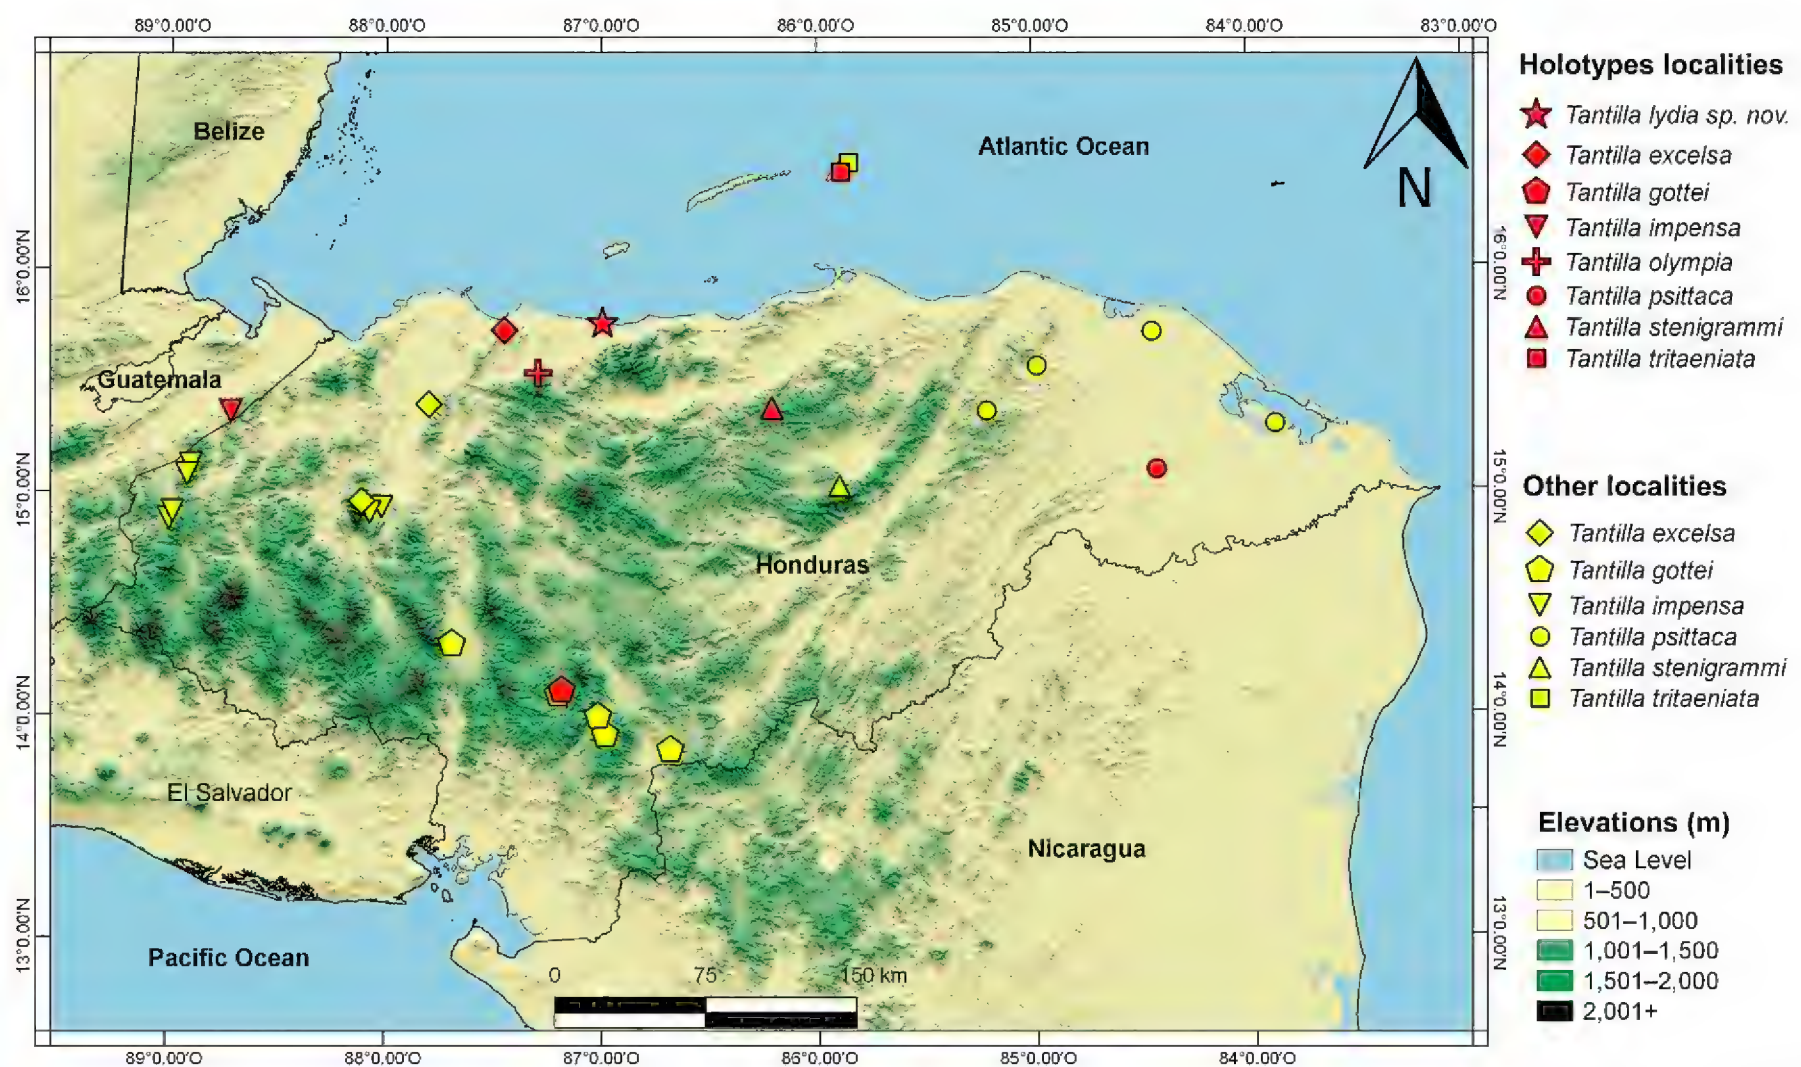 89°0.00'O 88°0.00'O 87°0.00'O 86°0.00'O 85°0.00'O 84°0.00'O 83°0.00'O
Holotypes localities
Tantilla lydia sp. nov.
Tantilla excelsa
Tantilla gottei
Tantilla impensa
Tantilla olympia
Tantilla psittaca
Tantilla stenigrammi
Tantilla tritaeniata
Other localities
Tantilla excelsa
Tantilla gottei
Tantilla impensa
Tantilla psittaca
Tantilla stenigrammi
Tantilla tritaeniata
Elevations (m)
Sea Level
1–500
501–1,000
1,001–1,500
1,501–2,000
2,001+
Belize
Atlantic Ocean
N
Guatemala
Honduras
El Salvador
Nicaragua
Pacific Ocean
0 75 150 km
16°0.00'N
15°0.00'N
14°0.00'N
13°0.00'N
16°0.00'N
15°0.00'N
14°0.00'N
13°0.00'N
89°0.00'O 88°0.00'O 87°0.00'O 86°0.00'O 85°0.00'O 84°0.00'O